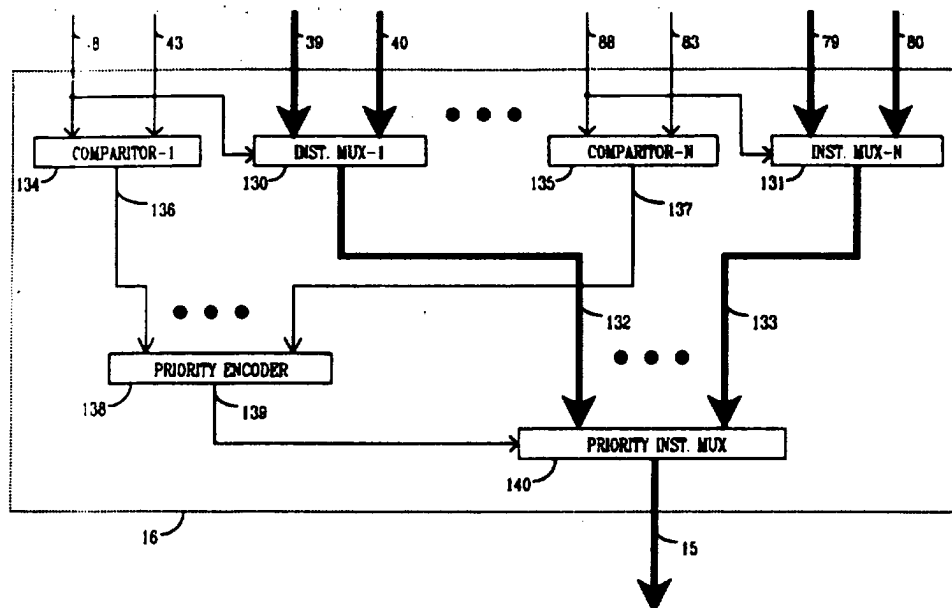 8 43 39 40 88 83 79 80
COMPARITOR-1 INST. MUX-1 COMPARITOR-N INST. MUX-N
134 136 130 135 137 131
132 133
PRIORITY ENCODER
138 139
PRIORITY INST. MUX
140
16 15